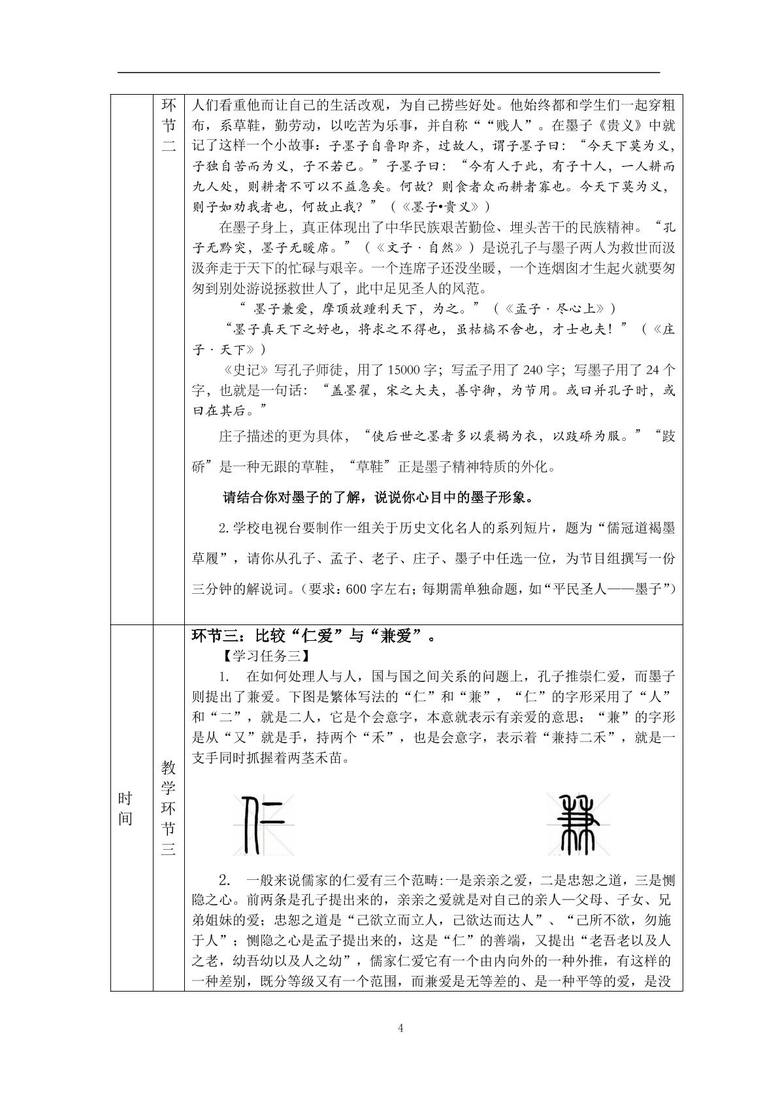 环
节
二
人们看重他而让自己的生活改观，为自己捞些好处。他始终都和学生们一起穿粗
布，系草鞋，勤劳动，以吃苦为乐事，并自称““贱人”。在墨子《贵义》中就
记了这样一个小故事：子墨子自鲁即齐，过故人，谓子墨子曰：“今天下莫为义，
子独自苦而为义，子不若已。”子墨子曰：“今有人于此，有子十人，一人耕而
九人处，则耕者不可以不益急矣。何故？则食者众而耕者寡也。今天下莫为义，
则子如劝我者也，何故止我？”（《墨子•贵义》）
在墨子身上，真正体现出了中华民族艰苦勤俭、埋头苦干的民族精神。“孔
子无黔突，墨子无暖席。”（《文子·自然》）是说孔子与墨子两人为救世而汲
汲奔走于天下的忙碌与艰辛。一个连席子还没坐暖，一个连烟囱才生起火就要匆
匆到别处游说拯救世人了，此中足见圣人的风范。
“ 墨子兼爱，摩顶放踵利天下，为之。”（《孟子·尽心上》）
“墨子真天下之好也，将求之不得也，虽枯槁不舍也，才士也夫！”（《庄
子·天下》）
《史记》写孔子师徒，用了 15000 字；写孟子用了 240 字；写墨子用了 24 个
字，也就是一句话：“盖墨翟，宋之大夫，善守御，为节用。或曰并孔子时，或
曰在其后。”
庄子描述的更为具体，“使后世之墨者多以裘褐为衣，以跂硚为服。”“跂
硚”是一种无跟的草鞋，“草鞋”正是墨子精神特质的外化。
请结合你对墨子的了解，说说你心目中的墨子形象。
2.学校电视台要制作一组关于历史文化名人的系列短片，题为“儒冠道褐墨
草履”，请你从孔子、孟子、老子、庄子、墨子中任选一位，为节目组撰写一份
三分钟的解说词。（要求：600 字左右；每期需单独命题，如“平民圣人——墨子”）
时
间
教
学
环
节
三
环节三：比较“仁爱”与“兼爱”。
【学习任务三】
1. 在如何处理人与人，国与国之间关系的问题上，孔子推崇仁爱，而墨子
则提出了兼爱。下图是繁体写法的“仁”和“兼”，“仁”的字形采用了“人”
和“二”，就是二人，它是个会意字，本意就表示有亲爱的意思；“兼”的字形
是从“又”就是手，持两个“禾”，也是会意字，表示着“兼持二禾”，就是一
支手同时抓握着两茎禾苗。
仁 兼
2. 一般来说儒家的仁爱有三个范畴:一是亲亲之爱，二是忠恕之道，三是恻
隐之心。前两条是孔子提出来的，亲亲之爱就是对自己的亲人—父母、子女、兄
弟姐妹的爱；忠恕之道是“己欲立而立人，己欲达而达人”、“己所不欲，勿施
于人”；恻隐之心是孟子提出来的，这是“仁”的善端，又提出“老吾老以及人
之老，幼吾幼以及人之幼”，儒家仁爱它有一个由内向外的一种外推，有这样的
一种差别，既分等级又有一个范围，而兼爱是无等差的、是一种平等的爱，是没
4